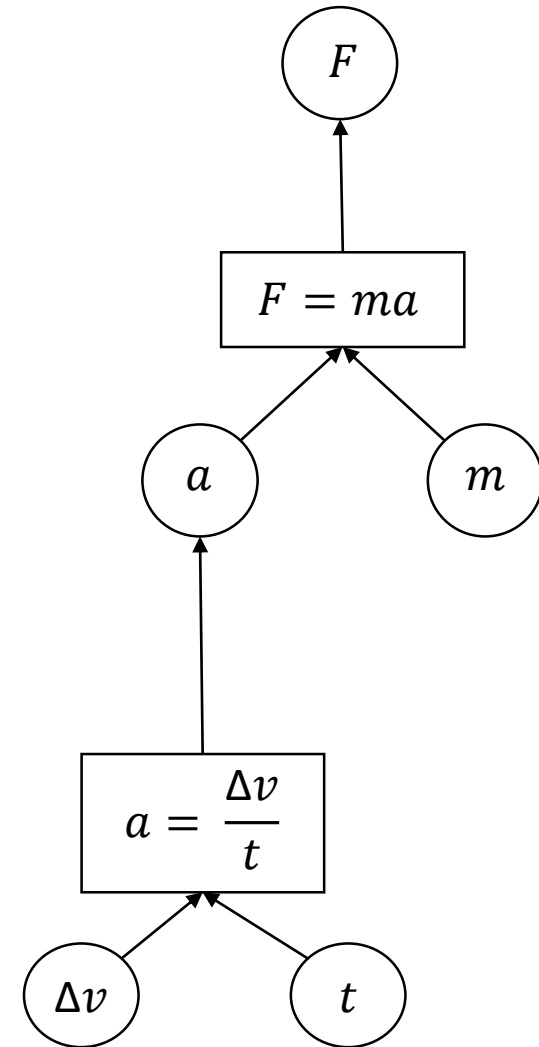 F
F = ma
a
m
a = Δv/t
Δv
t